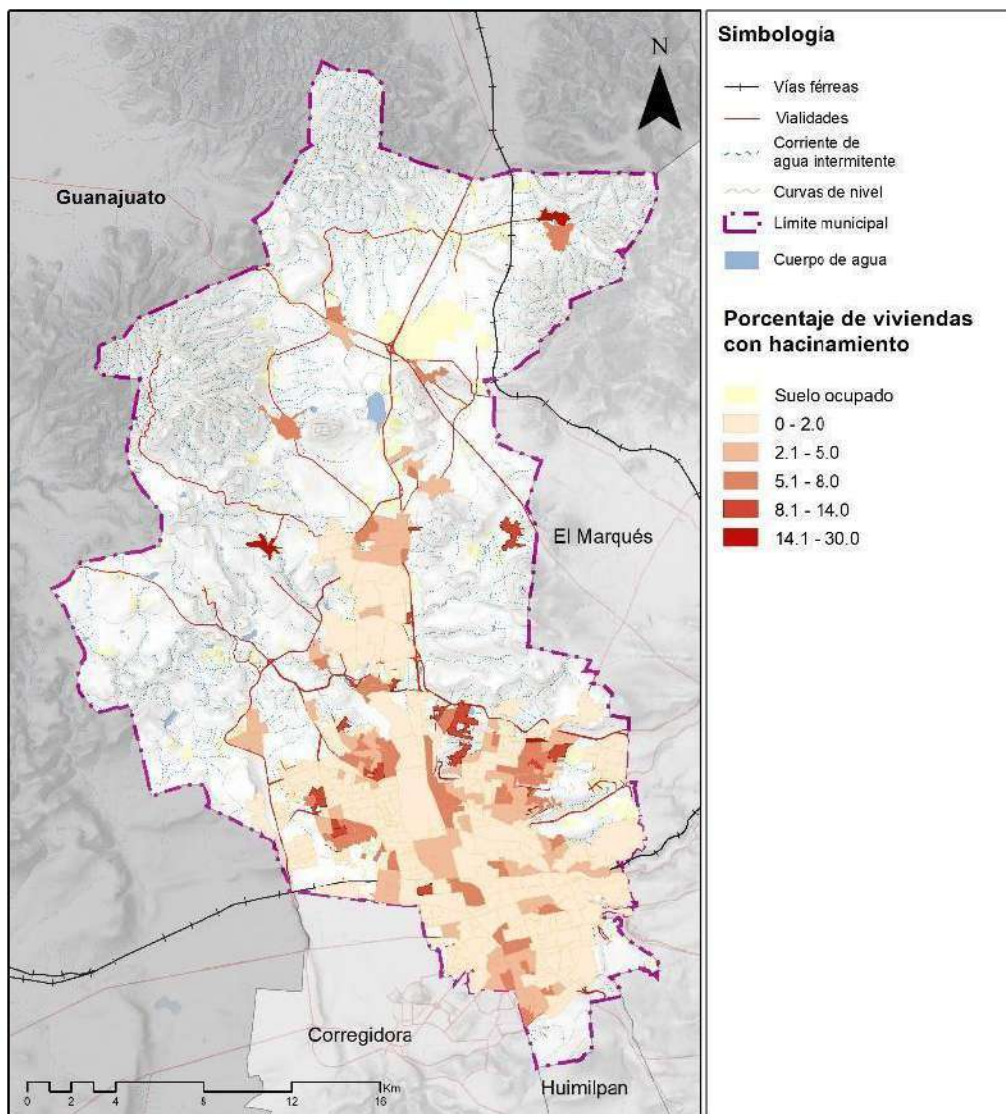 N
Guanajuato
El Marqués
Corregidora
Huimilpan
0 2 4 8 12 16 Km
Simbología
Vías férreas
Vialidades
Corriente de
agua intermitente
Curvas de nivel
Límite municipal
Cuerpo de agua
Porcentaje de viviendas
con hacinamiento
Suelo ocupado
0 - 2.0
2.1 - 5.0
5.1 - 8.0
8.1 - 14.0
14.1 - 30.0